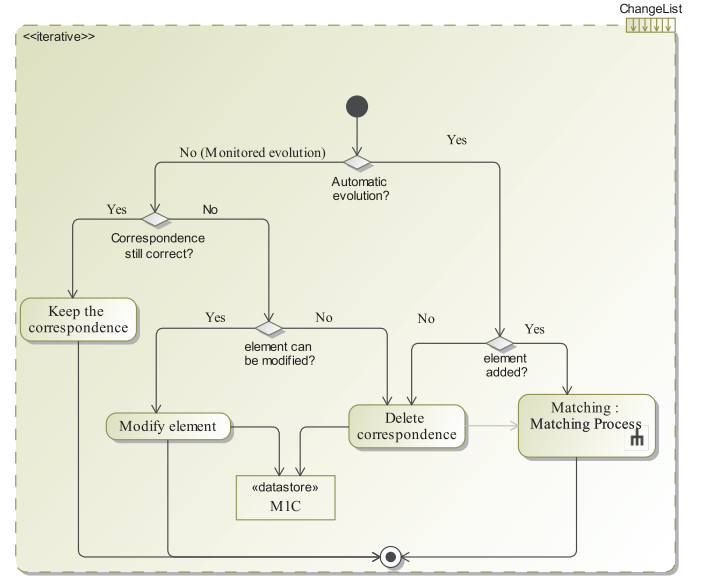 ChangeList
<<iterative>>
No (Monitored evolution)
Yes
Automatic
evolution?
Yes
No
Correspondence
still correct?
Keep the
correspondence
Yes
No
element can
be modified?
No
Yes
element
added?
Modify element
Delete
correspondence
Matching :
Matching Process
«datastore»
M1C